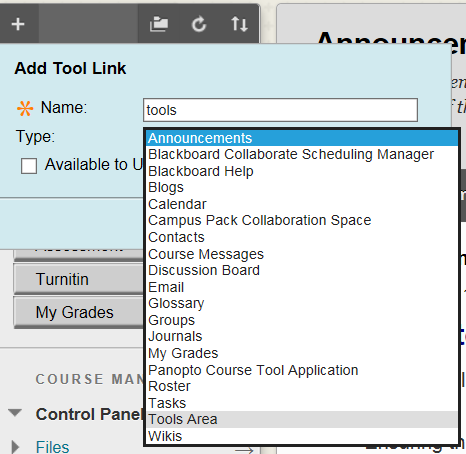 Announcem
Add Tool Link
Name:
tools
Type:
Available to U
Announcements
Blackboard Collaborate Scheduling Manager
Blackboard Help
Blogs
Calendar
Campus Pack Collaboration Space
Contacts
Course Messages
Discussion Board
Email
Glossary
Groups
Journals
My Grades
Panopto Course Tool Application
Roster
Tasks
Tools Area
Wikis
Assessment
Turnitin
My Grades
COURSE MAN
Control Panel
Files